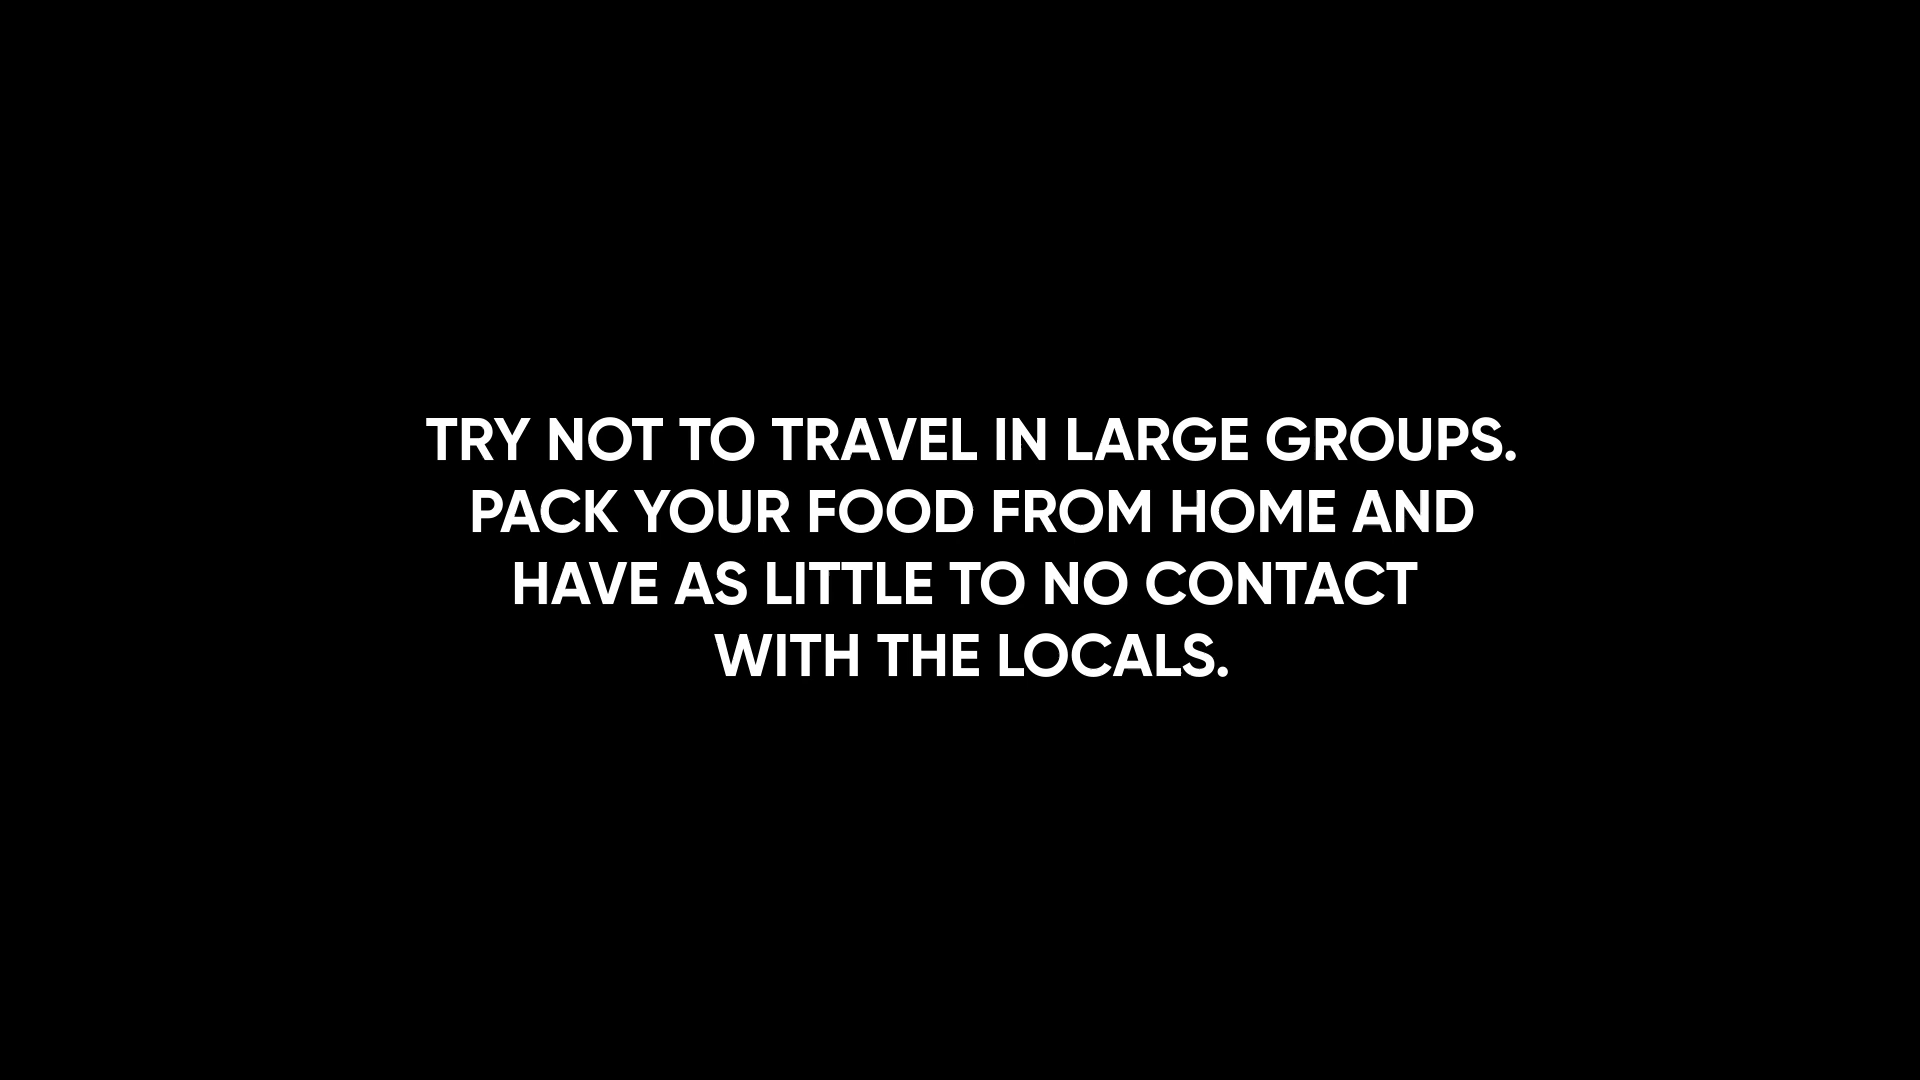 TRY NOT TO TRAVEL IN LARGE GROUPS.
PACK YOUR FOOD FROM HOME AND
HAVE AS LITTLE TO NO CONTACT
WITH THE LOCALS.